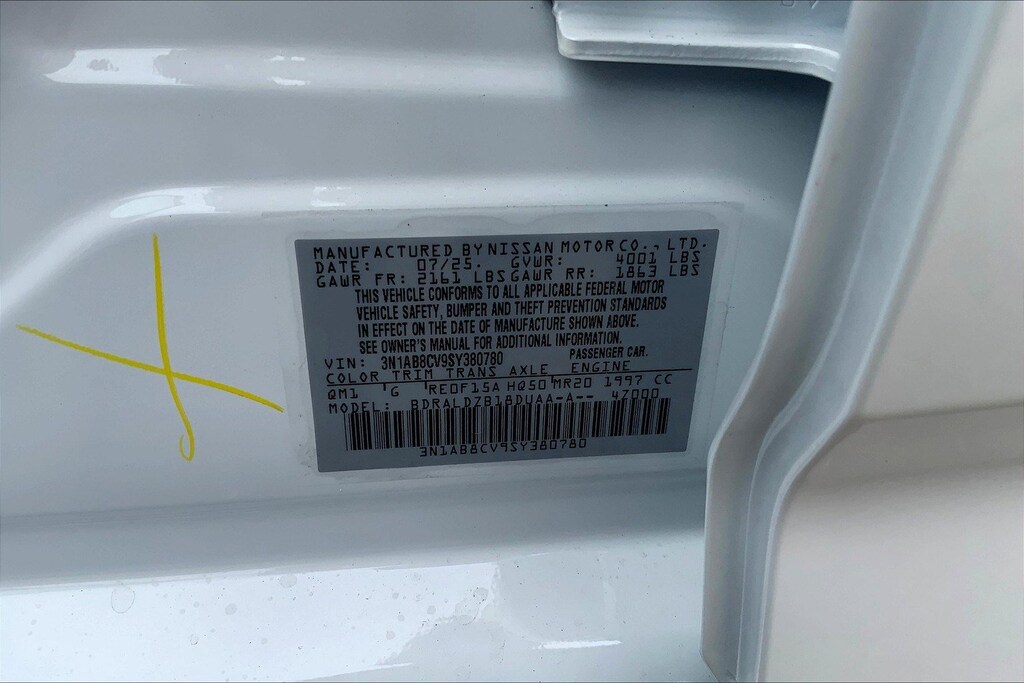 MANUFACTURED BY NISSAN MOTOR CO., LTD.
DATE: 07/25. GVWR: 4001 LBS
GAWR FR: 2161 LBS GAWR RR: 1863 LBS
THIS VEHICLE CONFORMS TO ALL APPLICABLE FEDERAL MOTOR
VEHICLE SAFETY, BUMPER AND THEFT PREVENTION STANDARDS
IN EFFECT ON THE DATE OF MANUFACTURE SHOWN ABOVE.
SEE OWNER'S MANUAL FOR ADDITIONAL INFORMATION.
VIN: 3N1AB8CV9SY380780 PASSENGER CAR.
COLOR TRIM TRANS AXLE ENGINE
QM1 'G RE0F15A HQ50'MR20 1997 CC
MODEL: BDRALDZB18DUAA-A-- 47000
3N1AB8CV9SY380780